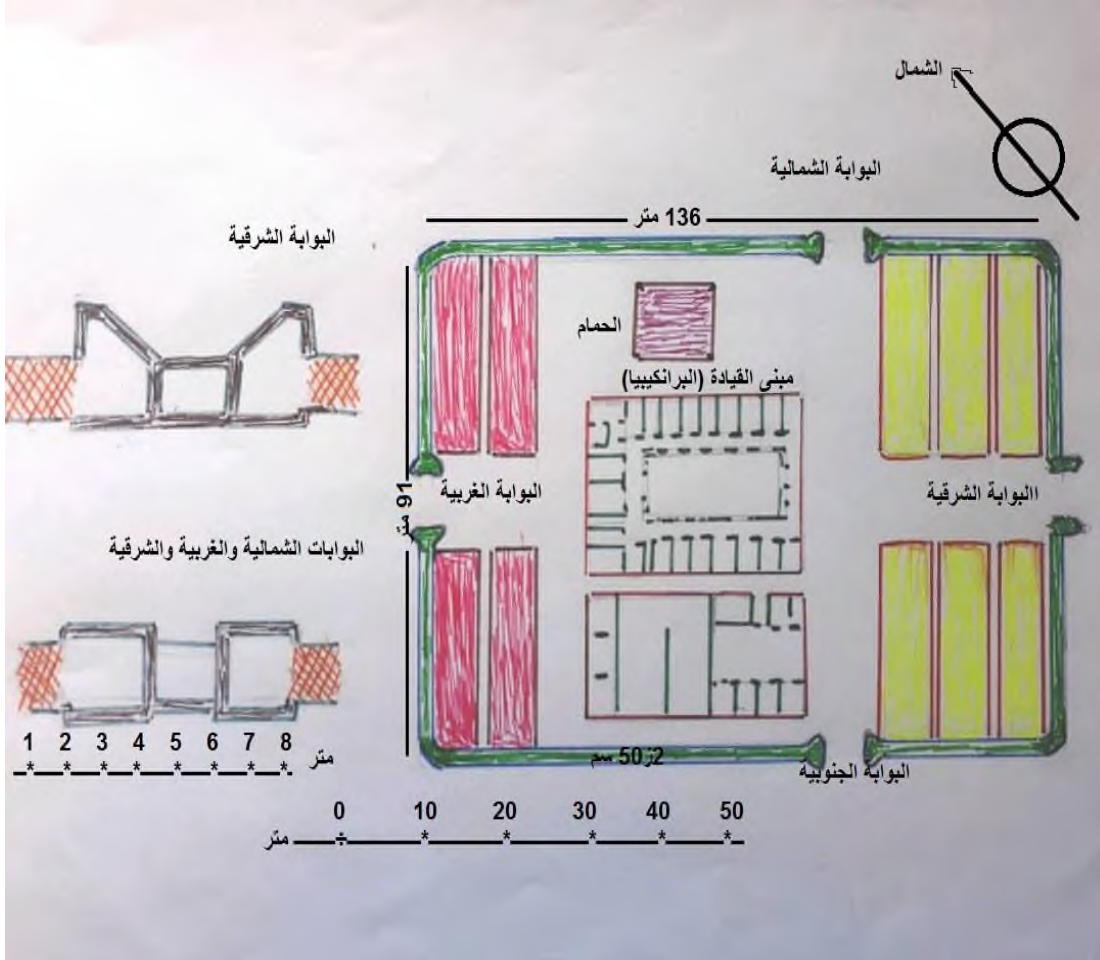 الشمال
البوابة الشمالية
136 متر
البوابة الشرقية
الحمام
مبنى القيادة (البرانكيبيا)
البوابة الغربية
االبوابة الشرقية
91 متر
البوابات الشمالية والغربية والشرقية
1 2 3 4 5 6 7 8 متر
2ز50 سم
البوابة الجنوبية
0 10 20 30 40 50
متر